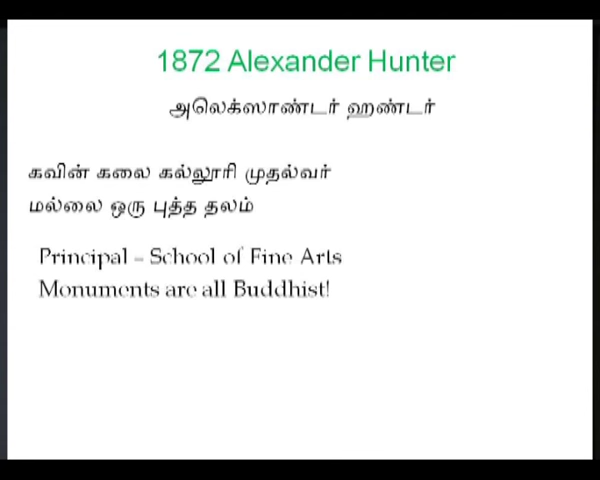 1872 Alexander Hunter
அலெக்ஸாண்டர் ஹண்டர்
கவின் கலை கல்லூரி முதல்வர்
மல்லை ஒரு புத்த தலம்
Principal – School of Fine Arts
Monuments are all Buddhist!